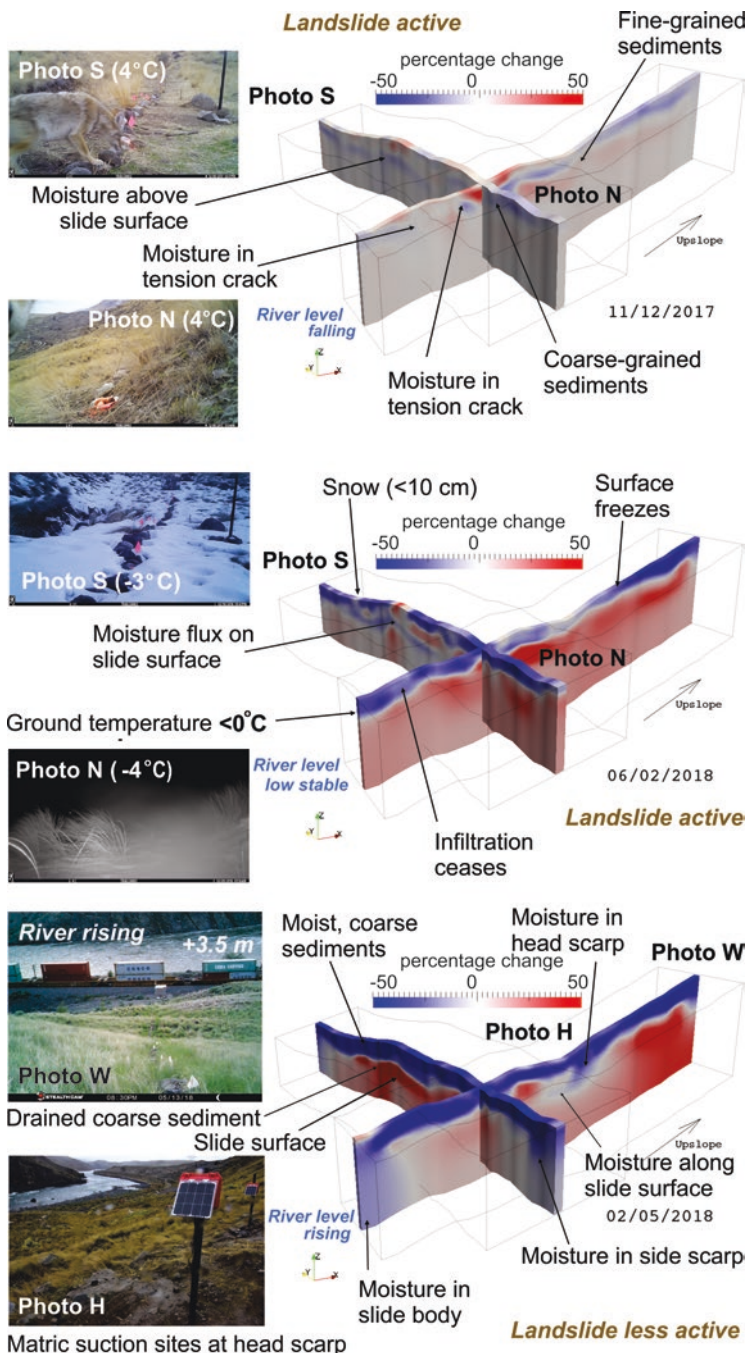 Landslide active
Photo S (4°C)
percentage change
-50 0 50
Fine-grained
sediments
Photo S
Moisture above
slide surface
Photo N
Moisture in
tension crack
Upslope
Photo N (4°C)
River level
falling
11/12/2017
Z
Y X
Moisture in
tension crack
Coarse-grained
sediments
Snow (<10 cm)
Surface
freezes
percentage change
-50 0 50
Photo S
Photo S (-3°C)
Moisture flux on
slide surface
Photo N
Upslope
Ground temperature <0°C
Photo N (-4°C)
River level
low stable
06/02/2018
Z
Y X
Landslide active
Infiltration
ceases
River rising
+3.5 m
Moist, coarse
sediments
Moisture in
head scarp
Photo W
percentage change
-50 0 50
Photo H
Photo W
STEALTHCAM 08:30PM 05/13/18
Drained coarse sediment
Slide surface
Upslope
Moisture along
slide surface
River level
rising
02/05/2018
Z
Y X
Moisture in side scarp
Photo H
Moisture in
slide body
Matric suction sites at head scarp
Landslide less active